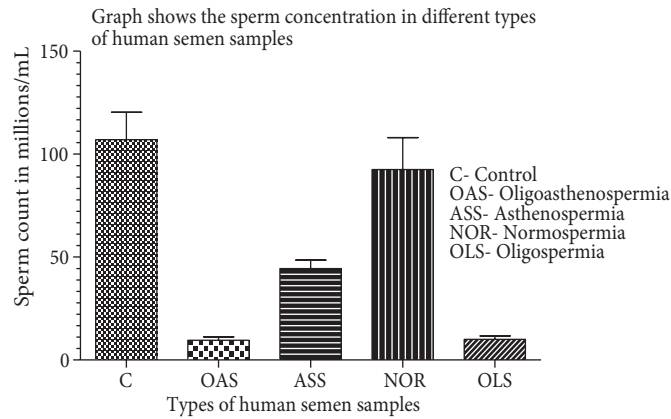 Graph shows the sperm concentration in different types
of human semen samples
150
100
50
0
Sperm count in millions/mL
C
OAS
ASS
NOR
OLS
Types of human semen samples
C- Control
OAS- Oligoasthenospermia
ASS- Asthenospermia
NOR- Normospermia
OLS- Oligospermia